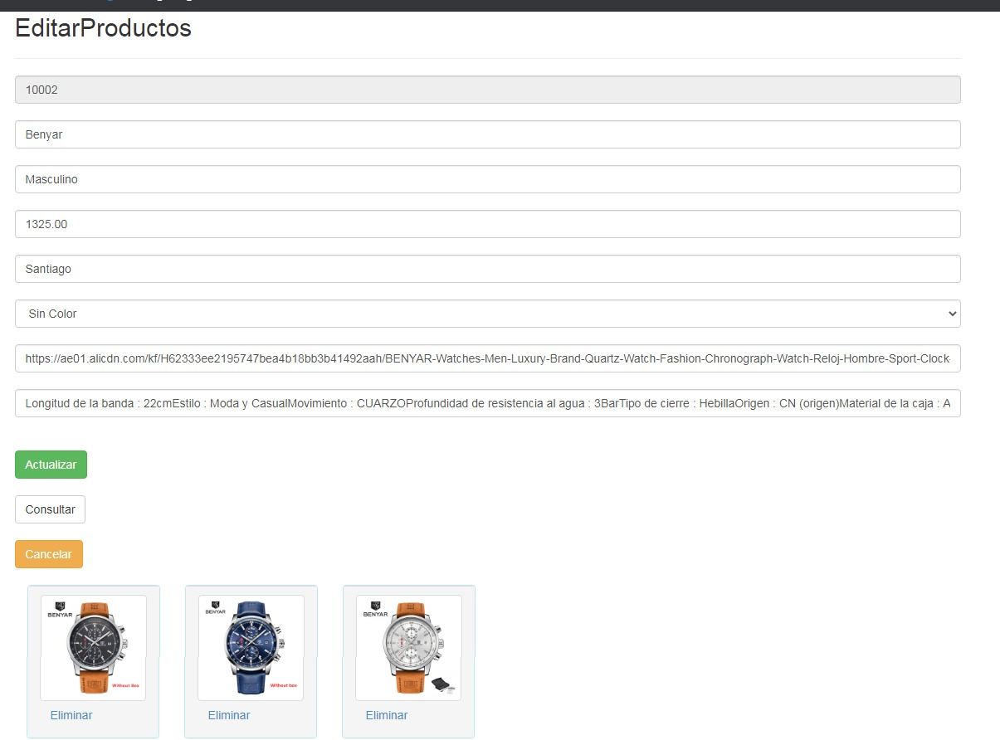 EditarProductos
10002
Benyar
Masculino
1325.00
Santiago
Sin Color
https://ae01.alicdn.com/kf/H62333ee2195747bea4b18bb3b41492aah/BENYAR-Watches-Men-Luxury-Brand-Quartz-Watch-Fashion-Chronograph-Watch-Reloj-Hombre-Sport-Clock-
Longitud de la banda : 22cmEstilo : Moda y CasualMovimiento : CUARZOProfundidad de resistencia al agua : 3BarTipo de cierre : HebillaOrigen : CN (origen)Material de la caja : A
Actualizar
Consultar
Cancelar
BENYAR
Without Box
Eliminar
BENYAR
Without box
Eliminar
BENYAR
Eliminar